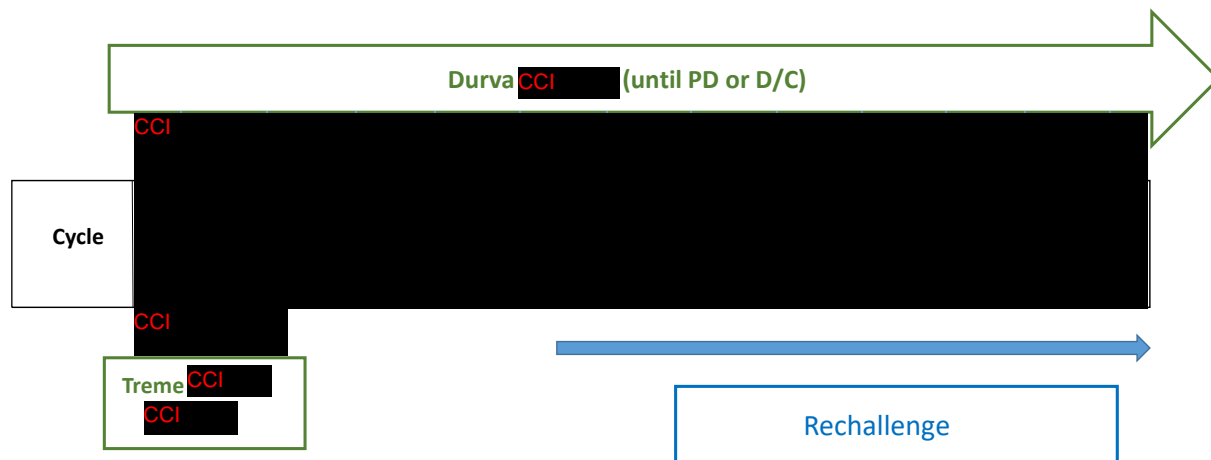 Durva CCI (until PD or D/C)
CCI
Cycle
CCI
Treme CCI
CCI
Rechallenge